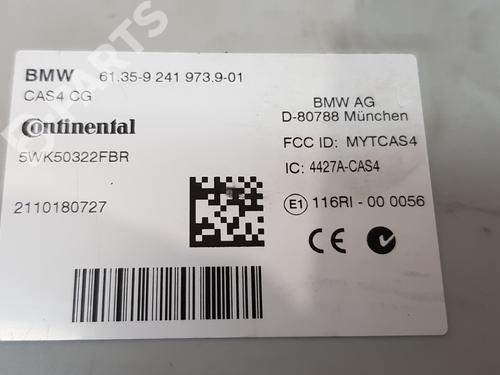 BMW 61.35-9 241 973.9-01
CAS4 CG
Continental
5WK50322FBR
2110180727
BMW AG
D-80788 München
FCC ID: MYTCAS4
IC: 4427A-CAS4
E1 116RI - 00 0056
CE N
B-PARTS